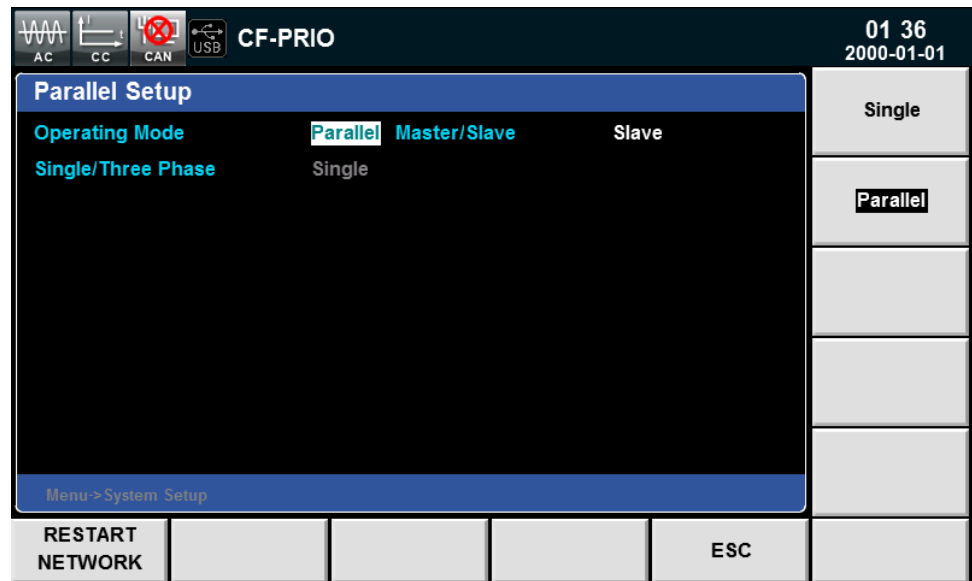 AC CC CAN USB CF-PRIO 01 36
2000-01-01
Parallel Setup
Single
Operating Mode Parallel Master/Slave Slave
Single/Three Phase Single
Parallel
Menu->System Setup
RESTART
NETWORK
ESC